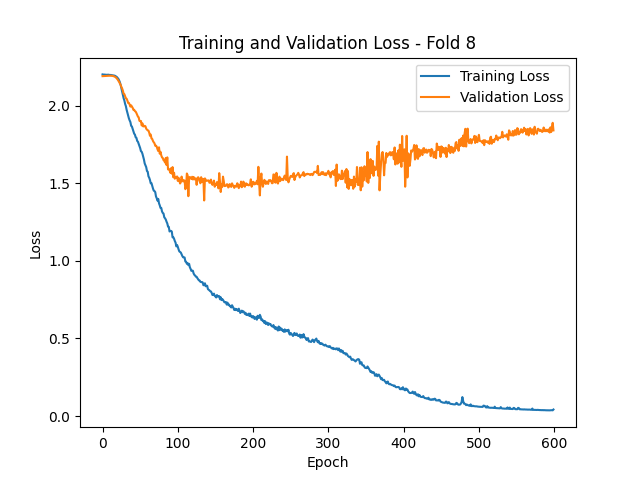 Training and Validation Loss - Fold 8
Training Loss
Validation Loss
2.0
1.5
1.0
0.5
0.0
Loss
0 100 200 300 400 500 600
Epoch